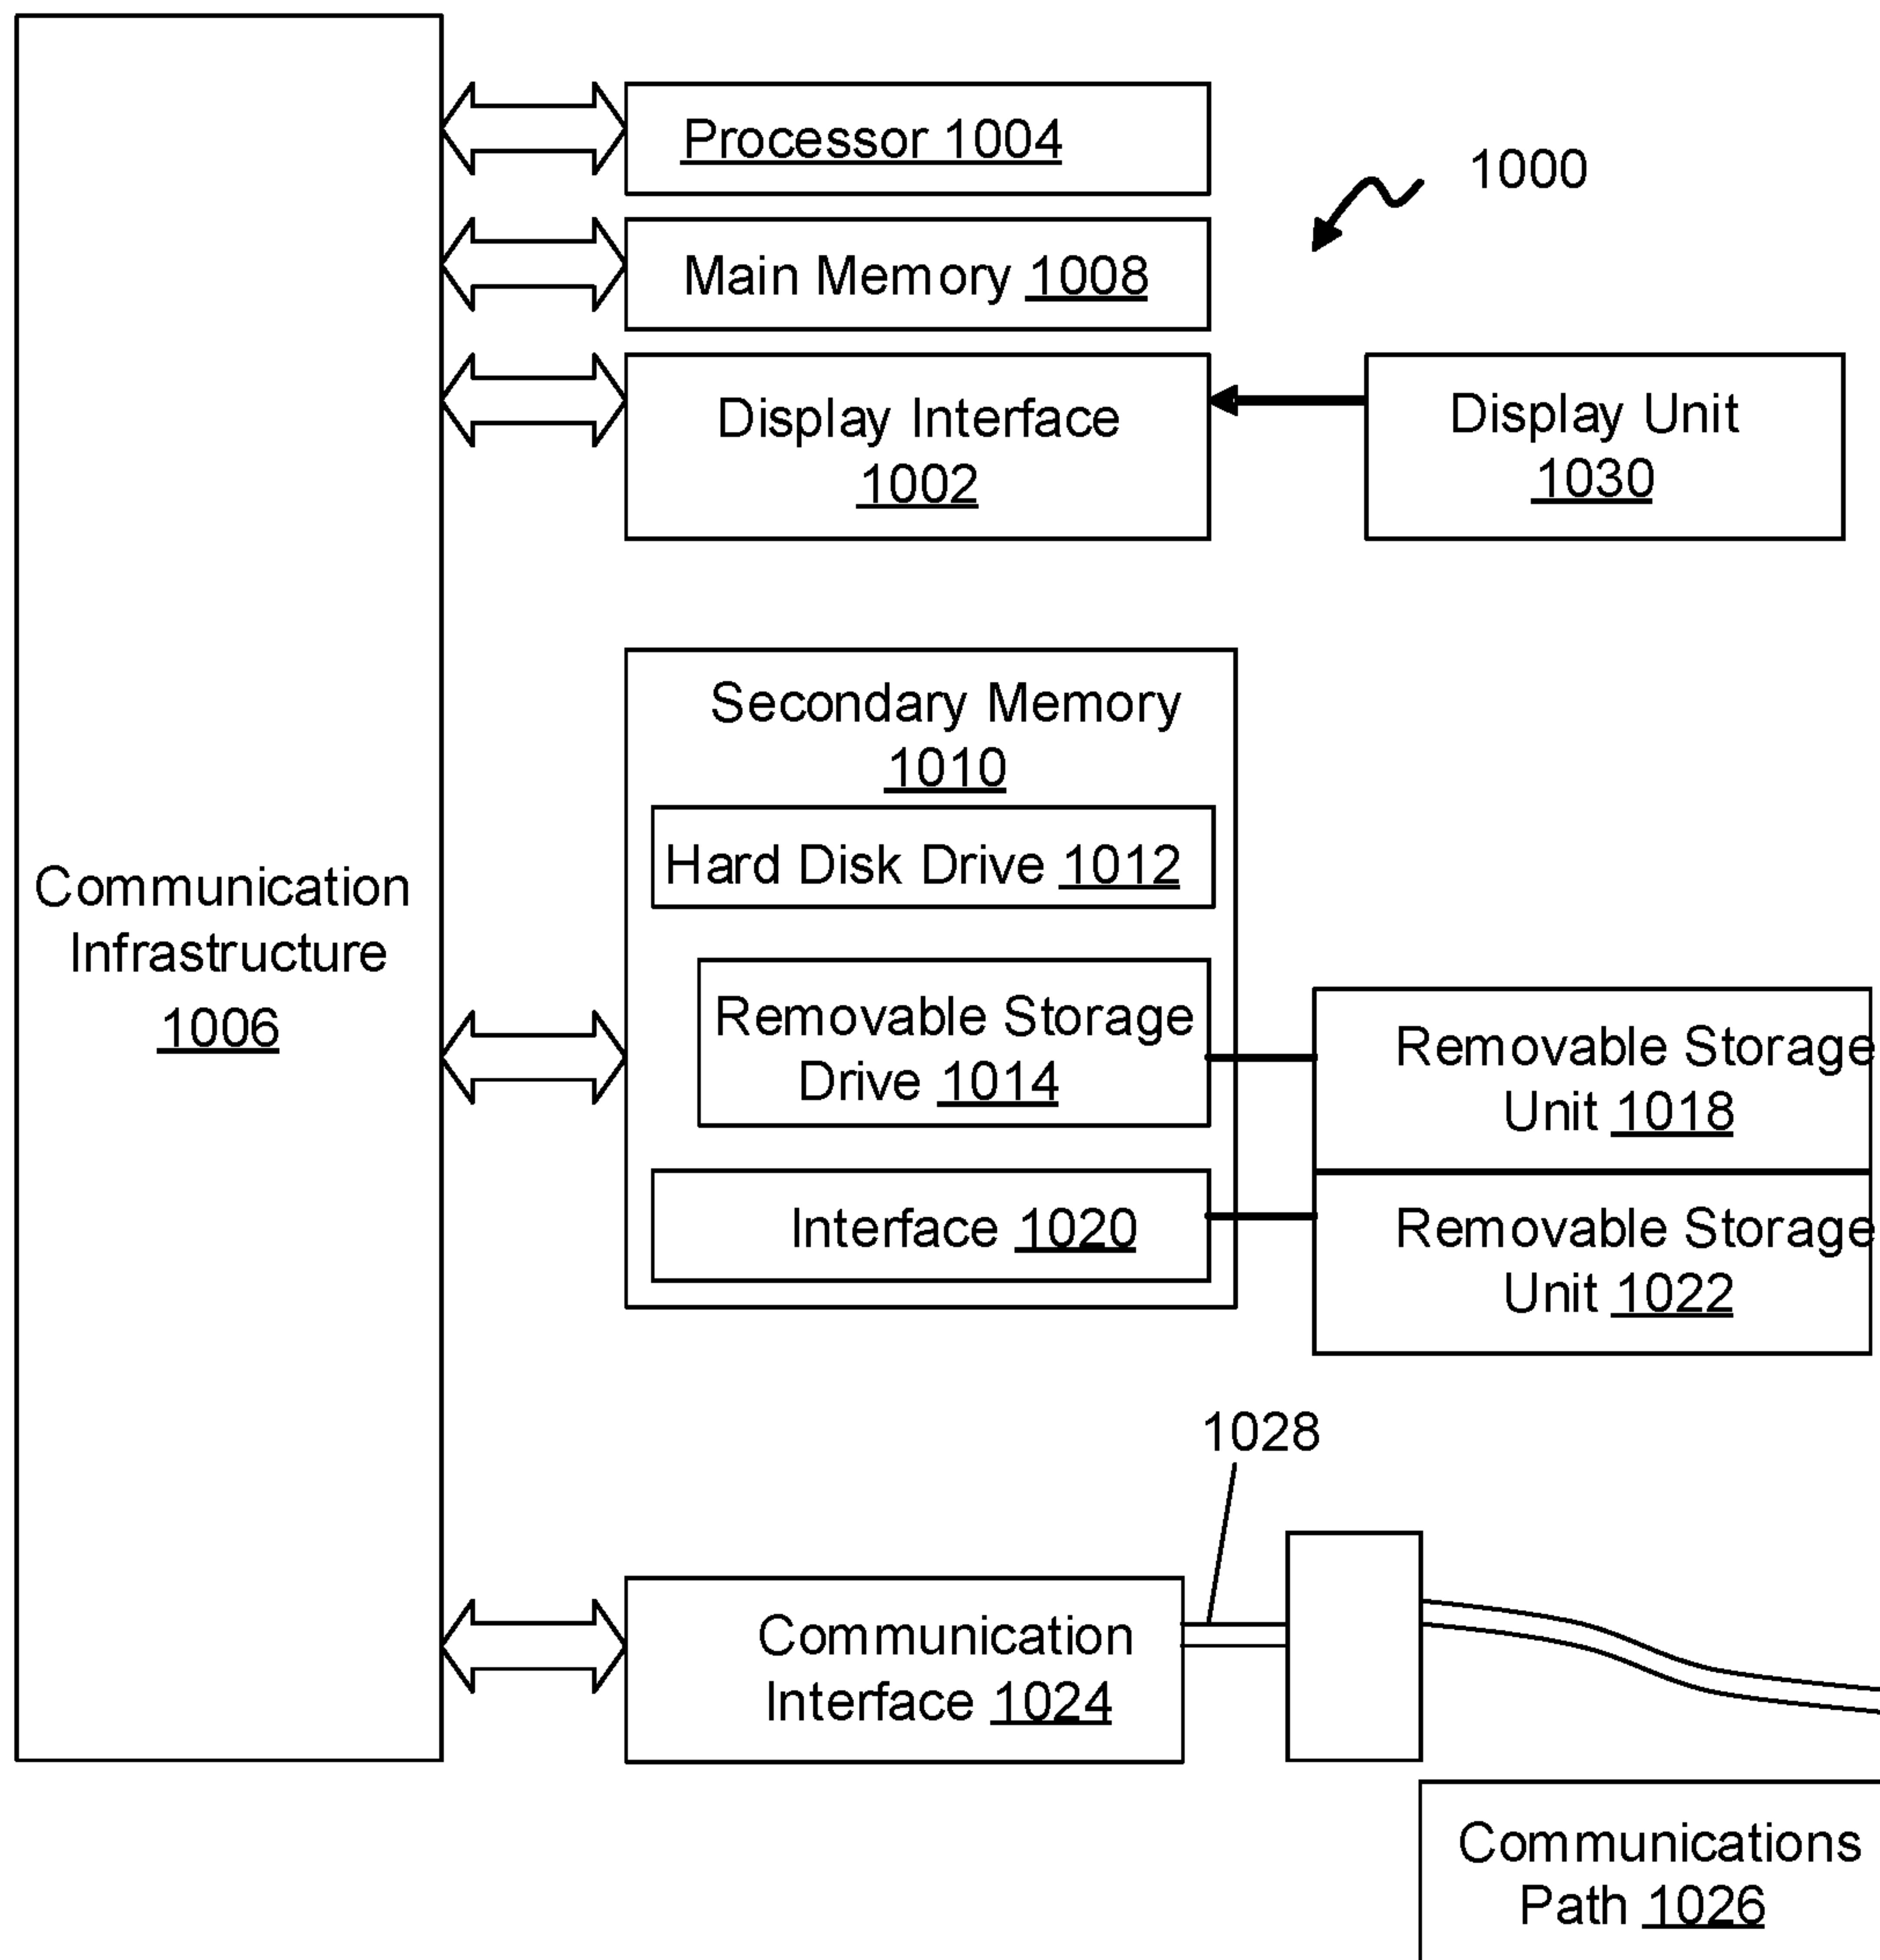 Processor 1004
1000
Main Memory 1008
Display Interface
1002
Display Unit
1030
Secondary Memory
1010
Hard Disk Drive 1012
Communication
Infrastructure
1006
Removable Storage
Drive 1014
Removable Storage
Unit 1018
Interface 1020
Removable Storage
Unit 1022
1028
Communication
Interface 1024
Communications
Path 1026